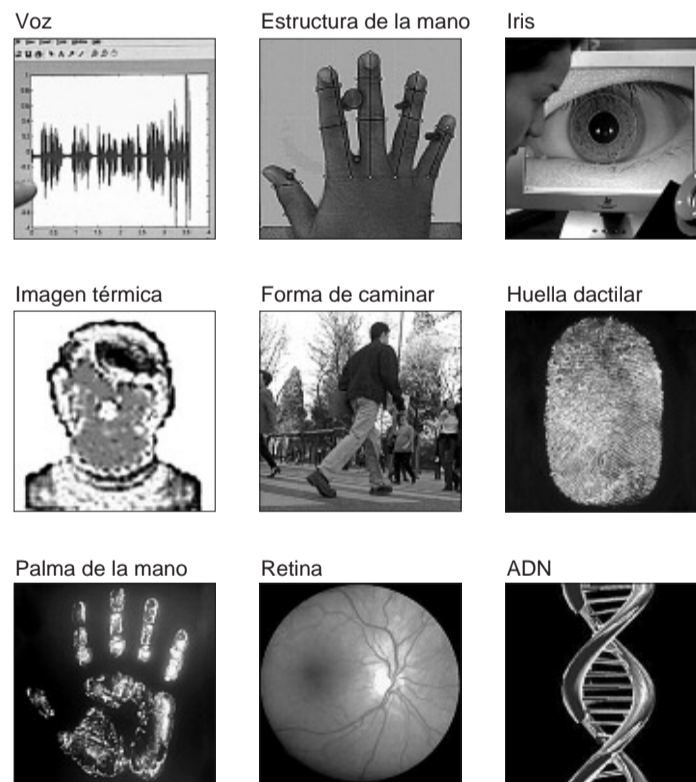 Voz
Estructura de la mano
Iris
Imagen térmica
Forma de caminar
Huella dactilar
Palma de la mano
Retina
ADN